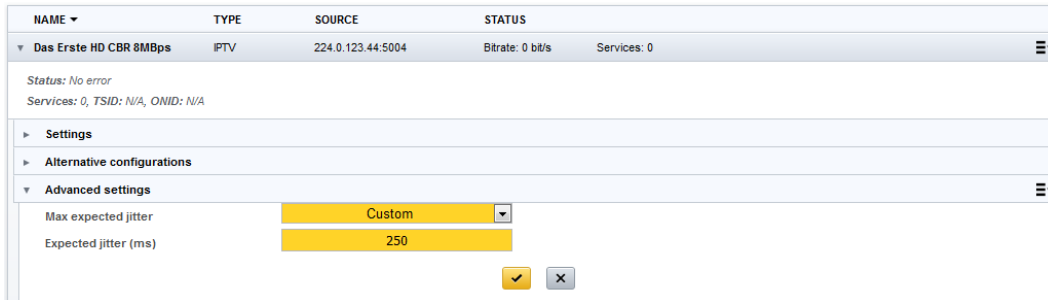 NAME TYPE SOURCE STATUS
Das Erste HD CBR 8MBps IPTV 224.0.123.44:5004 Bitrate: 0 bit/s Services: 0
Status: No error
Services: 0, TSID: N/A, ONID: N/A
Settings
Alternative configurations
Advanced settings
Max expected jitter Custom
Expected jitter (ms) 250